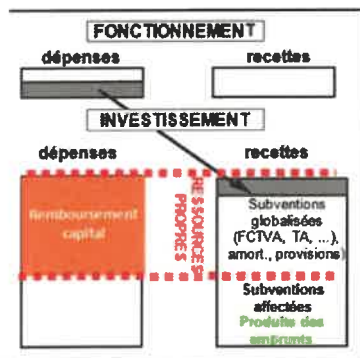 FONCTIONNEMENT
dépenses
recettes
INVESTISSEMENT
dépenses
recettes
Remboursement
capital
RESSOURCES
PROPRES
Subventions
globalisées
(FCTVA, TA, ...),
amort., provisions)
Subventions
affectées
Produits des
emprunts